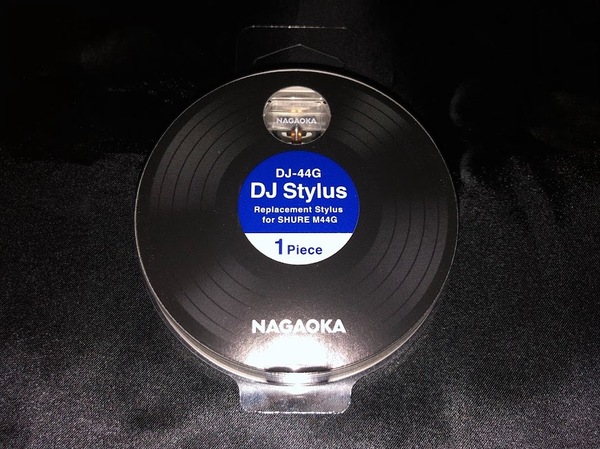 NAGAOKA
DJ-44G
DJ Stylus
Replacement Stylus
for SHURE M44G
1 Piece
NAGAOKA